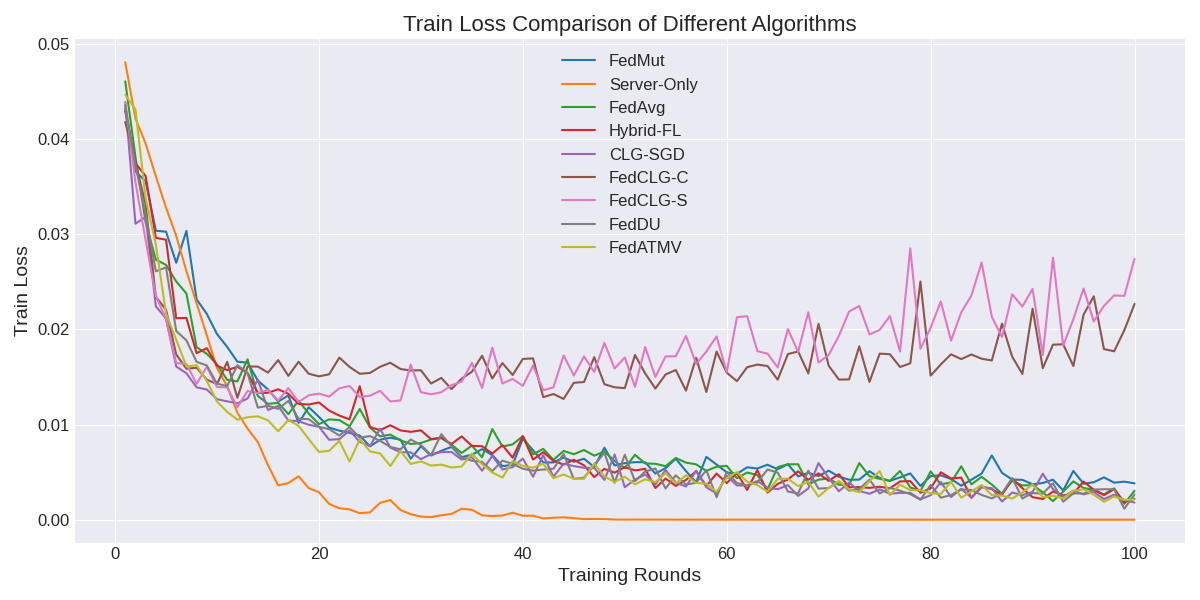 Train Loss Comparison of Different Algorithms
Train Loss
0.05
0.04
0.03
0.02
0.01
0.00
FedMut
Server-Only
FedAvg
Hybrid-FL
CLG-SGD
FedCLG-C
FedCLG-S
FedDU
FedATMV
0
20
40
60
80
100
Training Rounds